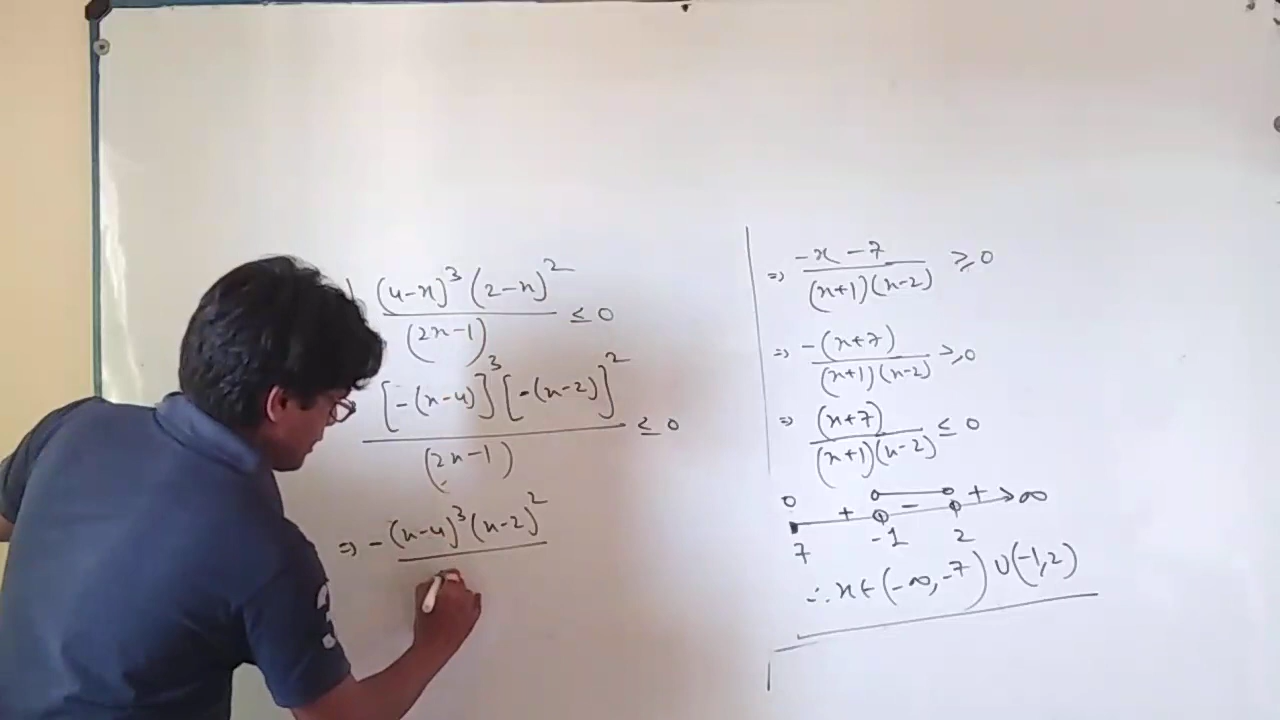 (4-x)^3 (2-x)^2 / (2x-1) ≤ 0
[-(x-4)]^3 [-(x-2)]^2 / (2x-1) ≤ 0
⇒ -(x-4)^3 (x-2)^2
⇒ -x-7 / (x+1)(x-2) ≥ 0
⇒ -(x+7) / (x+1)(x-2) ≥ 0
⇒ (x+7) / (x+1)(x-2) ≤ 0
+ - + ∞
7 -1 2
∴ x ∈ (-∞, -7) ∪ (-1, 2)